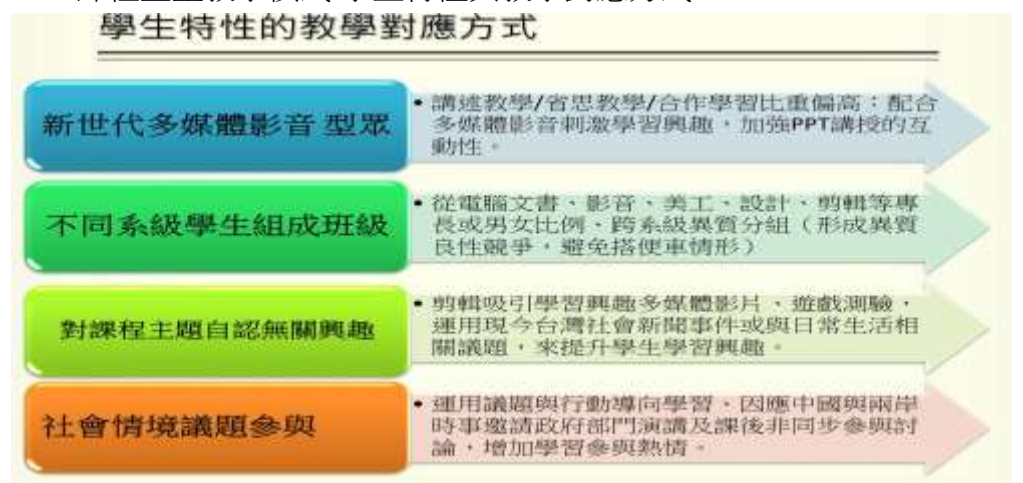 學生特性的教學對應方式
新世代多媒體影音 型眾
• 講述教學/省思教學/合作學習比重偏高；配合
多媒體影音刺激學習興趣，加強PPT講授的互
動性。
不同系級學生組成班級
• 從電腦文書、影音、美工、設計、剪輯等專
長或男女比例、跨系級異質分組（形成異質
良性競爭，避免搭便車情形）
對課程主題自認無關興趣
• 剪輯吸引學習興趣多媒體影片、遊戲測驗，
運用現今台灣社會新聞事件或與日常生活相
關議題，來提升學生學習興趣。
社會情境議題參與
• 運用議題與行動導向學習、因應中國與兩岸
時事邀請政府部門演講及課後非同步參與討
論，增加學習參與熱情。